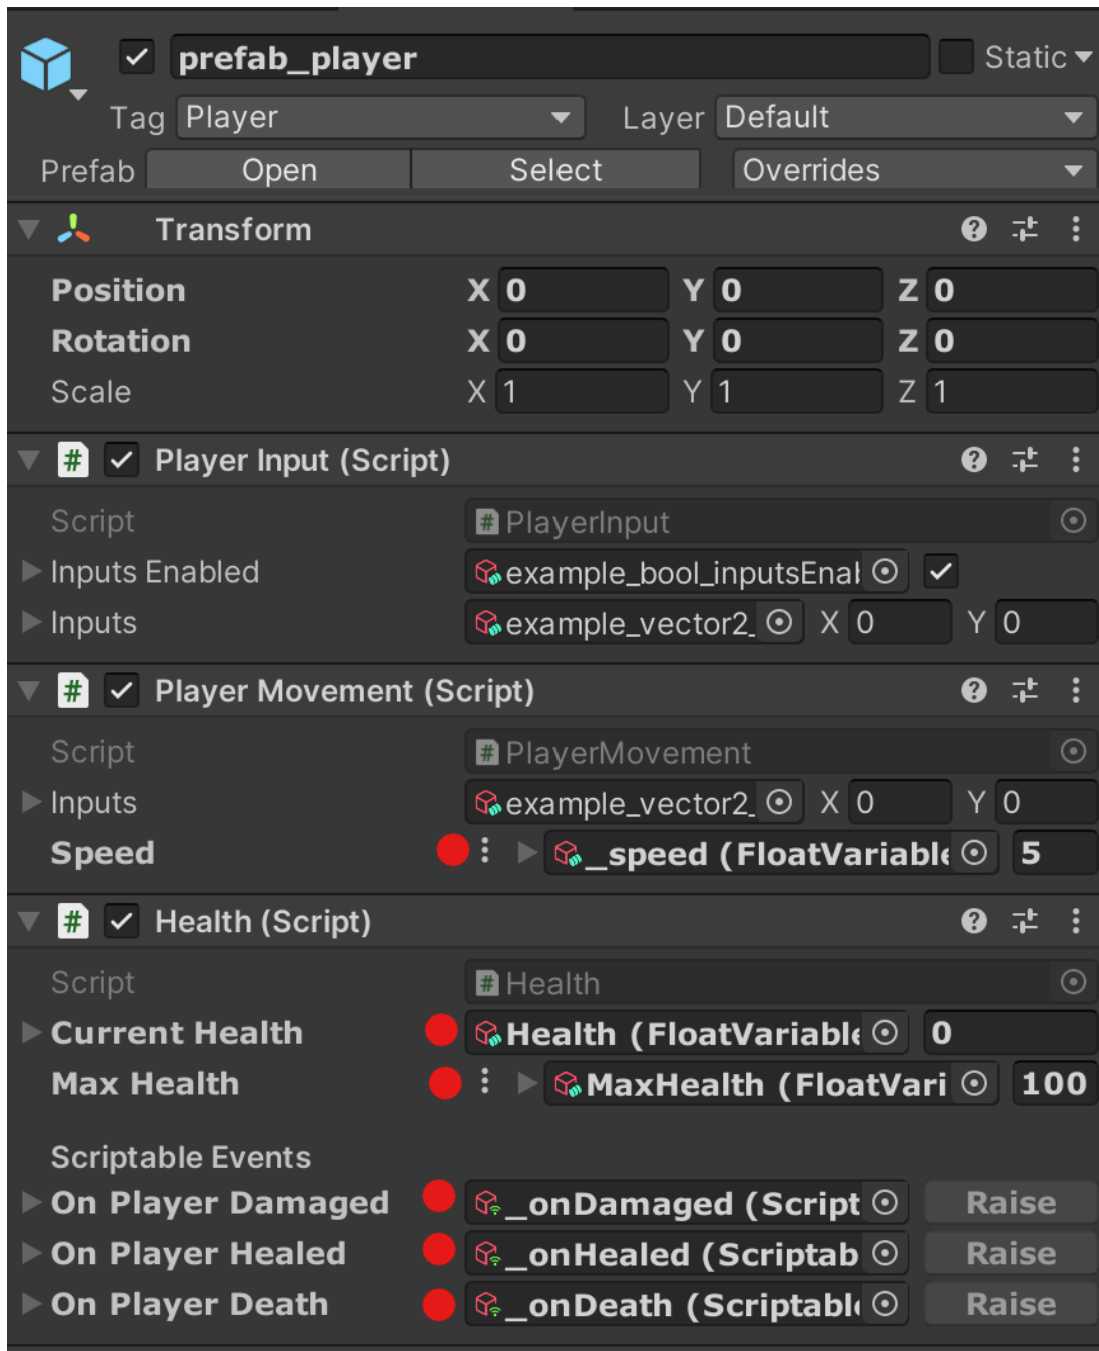 prefab_player Static
Tag Player Layer Default
Prefab Open Select Overrides
Transform
Position X 0 Y 0 Z 0
Rotation X 0 Y 0 Z 0
Scale X 1 Y 1 Z 1
# Player Input (Script)
Script # PlayerInput
Inputs Enabled example_bool_inputsEnab
Inputs example_vector2_ X 0 Y 0
# Player Movement (Script)
Script # PlayerMovement
Inputs example_vector2_ X 0 Y 0
Speed _speed (FloatVariable 5
# Health (Script)
Script # Health
Current Health Health (FloatVariable 0
Max Health MaxHealth (FloatVari 100
Scriptable Events
On Player Damaged _onDamaged (Script Raise
On Player Healed _onHealed (Scriptab Raise
On Player Death _onDeath (Scriptable Raise